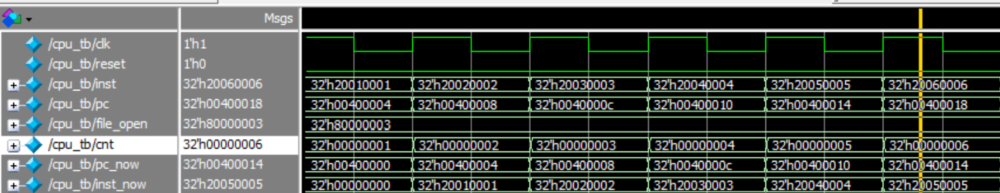 Msgs
/cpu_tb/clk 1'h1
/cpu_tb/reset 1'h0
/cpu_tb/inst 32'h20060006 32'h20010001 32'h20020002 32'h20030003 32'h20040004 32'h20050005 32'h20060006
/cpu_tb/pc 32'h00400018 32'h00400004 32'h00400008 32'h0040000c 32'h00400010 32'h00400014 32'h00400018
/cpu_tb/file_open 32'h80000003 32'h80000003
/cpu_tb/cnt 32'h00000006 32'h00000001 32'h00000002 32'h00000003 32'h00000004 32'h00000005 32'h00000006
/cpu_tb/pc_now 32'h00400014 32'h00400000 32'h00400004 32'h00400008 32'h0040000c 32'h00400010 32'h00400014
/cpu_tb/inst_now 32'h20050005 32'h00000000 32'h20010001 32'h20020002 32'h20030003 32'h20040004 32'h20050005